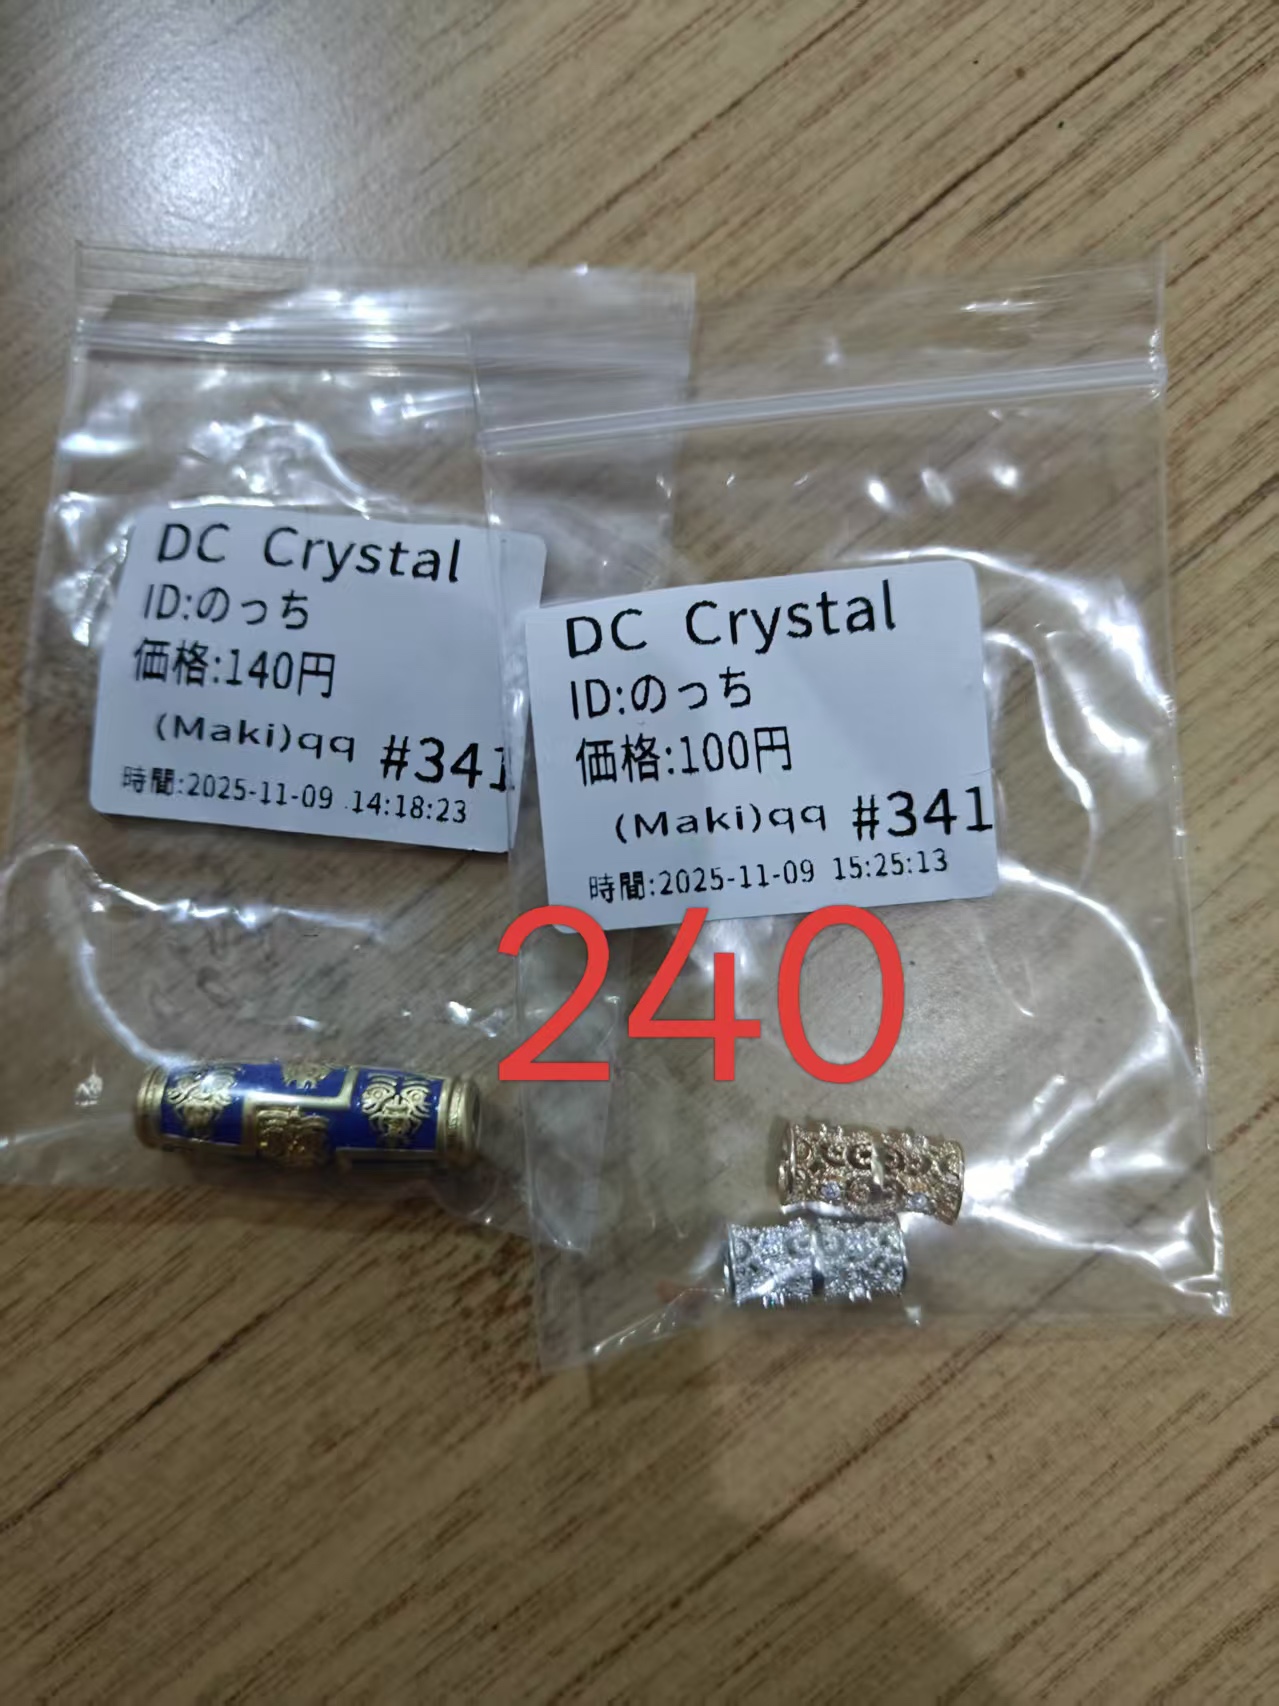 DC Crystal
ID:のっち
価格:140円
(Maki)qq #341
時間:2025-11-09 14:18:23
DC Crystal
ID:のっち
価格:100円
(Maki)qq #341
時間:2025-11-09 15:25:13
240